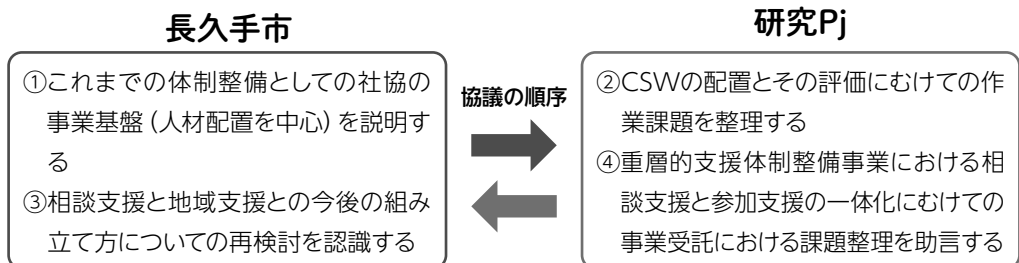 長久手市
①これまでの体制整備としての社協の
事業基盤（人材配置を中心）を説明す
る
③相談支援と地域支援との今後の組み
立て方についての再検討を認識する
協議の順序
研究Pj
②CSWの配置とその評価にむけての作
業課題を整理する
④重層的支援体制整備事業における相
談支援と参加支援の一体化にむけての
事業受託における課題整理を助言する